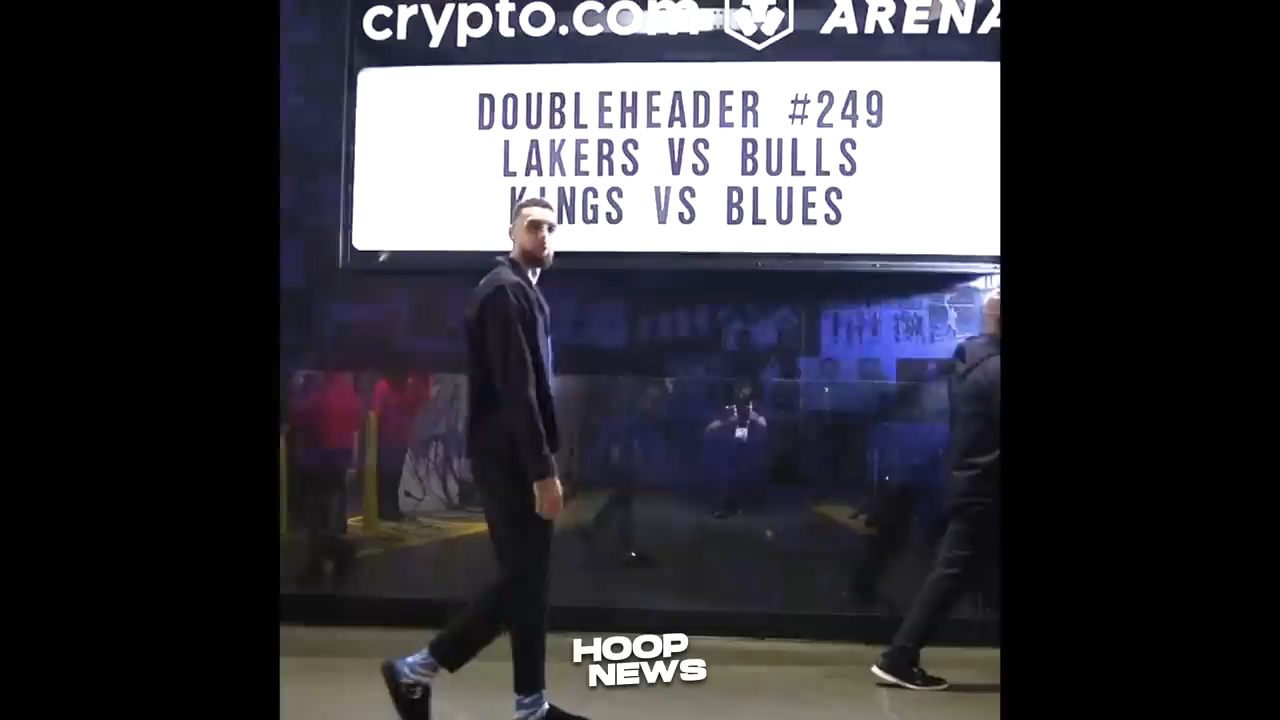 crypto.com ARENA
DOUBLEHEADER #249
LAKERS VS BULLS
KINGS VS BLUES
HOOP
NEWS